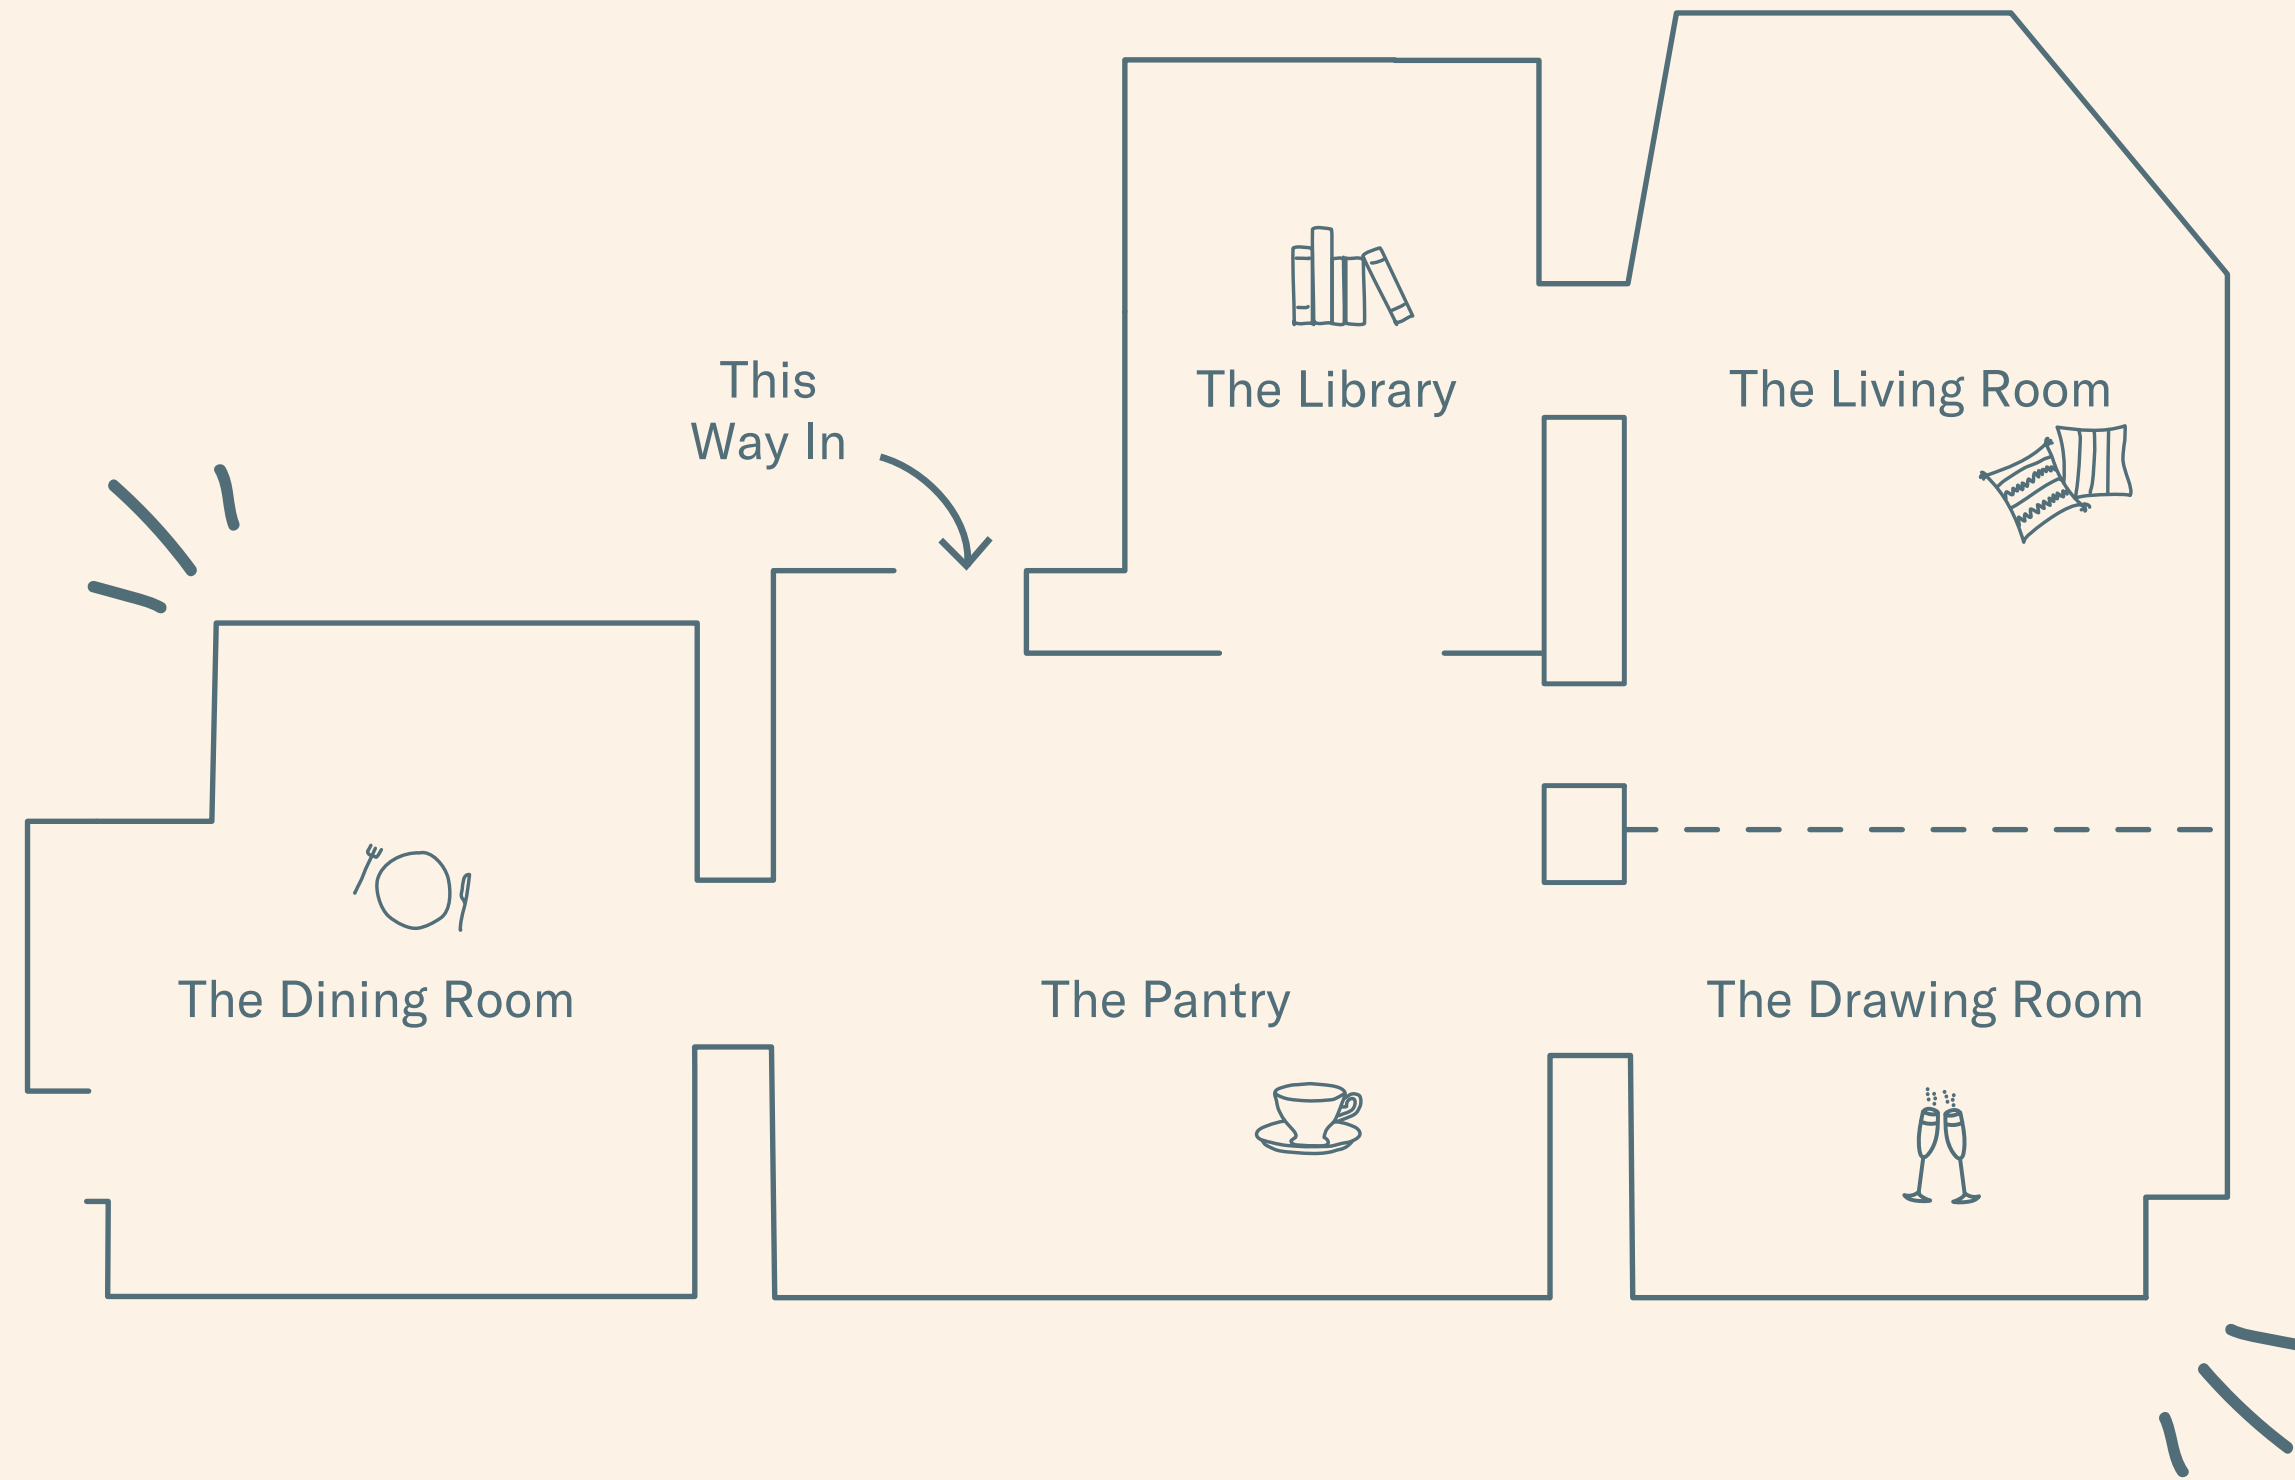 This
Way In
The Library
The Living Room
The Dining Room
The Pantry
The Drawing Room